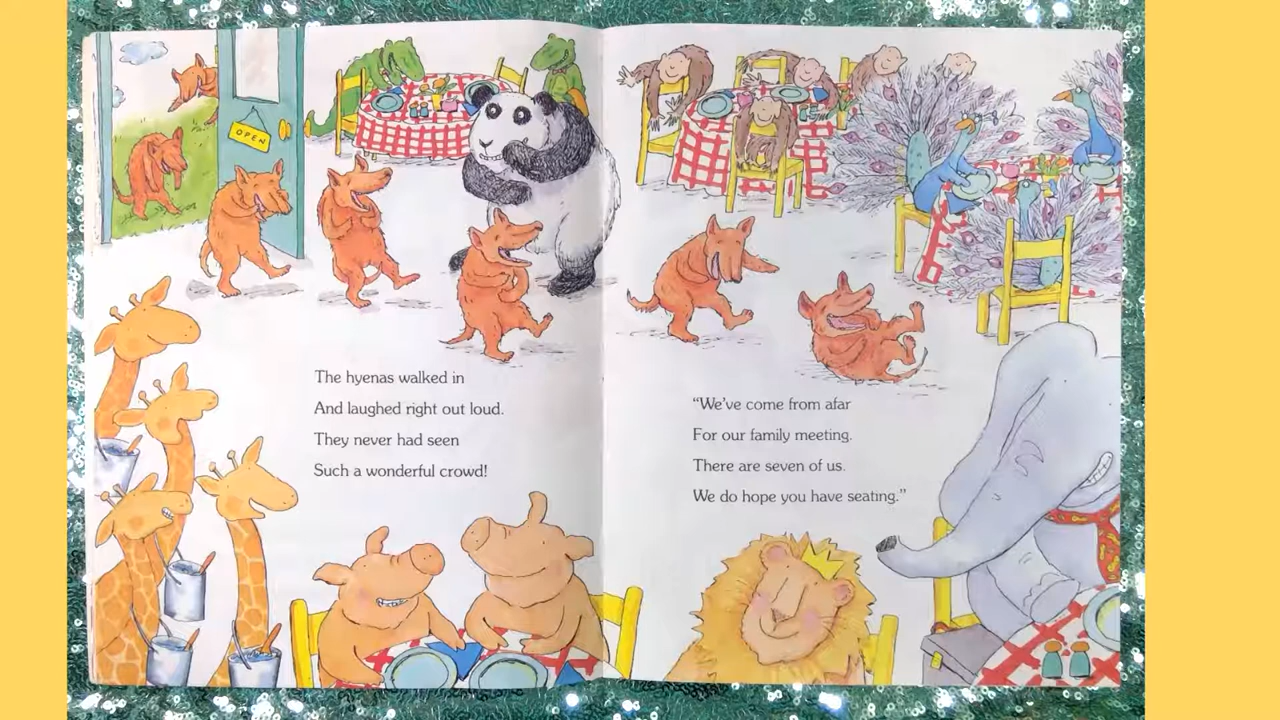 OPEN
The hyenas walked in
And laughed right out loud.
They never had seen
Such a wonderful crowd!
“We’ve come from afar
For our family meeting.
There are seven of us.
We do hope you have seating.”